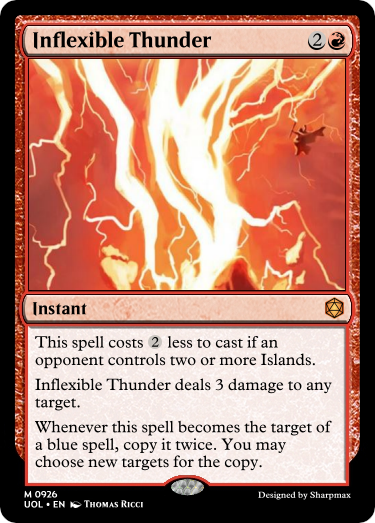 Inflexible Thunder 2
Instant
This spell costs 2 less to cast if an
opponent controls two or more Islands.
Inflexible Thunder deals 3 damage to any
target.
Whenever this spell becomes the target of
a blue spell, copy it twice. You may
choose new targets for the copy.
M 0926
UOL • EN Thomas Ricci
Designed by Sharpmax